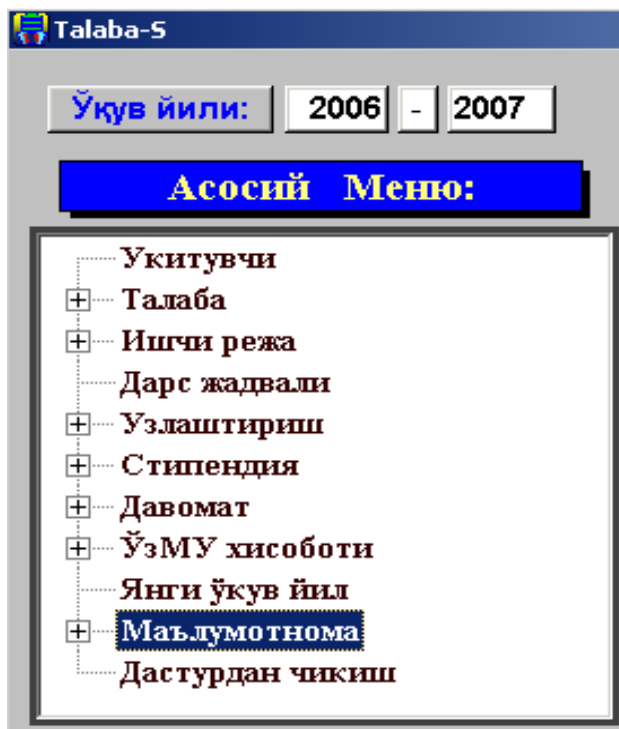 Talaba-S
Ўқув йили: 2006 - 2007
Асосий Меню:
Укитувчи
Талаба
Ишчи режа
Дарс жадвали
Узлаштириш
Стипендия
Давомат
ЎзМУ хисоботи
Янги ўкув йил
Маълумотнома
Дастурдан чикиш